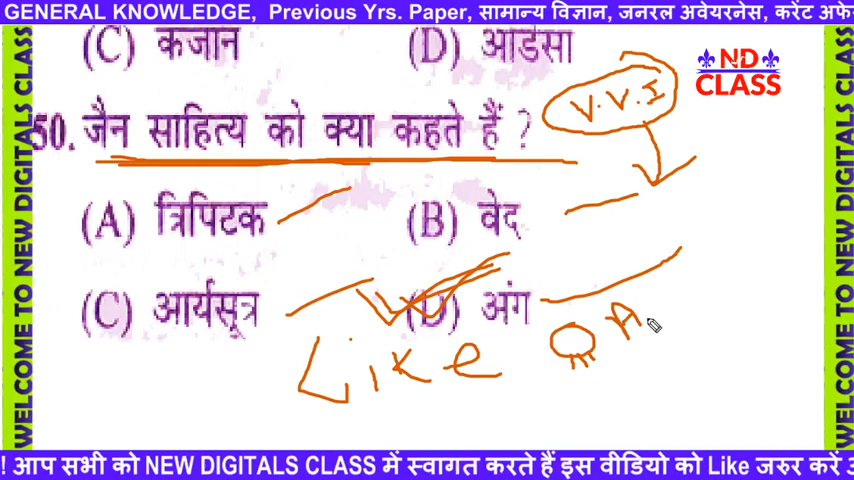 GENERAL KNOWLEDGE, Previous Yrs. Paper, सामान्य विज्ञान, जनरल अवेयरनेस, करेंट अफे
(C) कजान (D) आडेसा
ND
CLASS
V.V.I
50. जैन साहित्य को क्या कहते हैं ?
(A) त्रिपिटक (B) वेद
(C) आर्यसूत्र (D) अंग
Like
A
WELCOME TO NEW DIGITALS CLASS
WELCOME TO NEW DIGITALS CLASS
! आप सभी को NEW DIGITALS CLASS में स्वागत करते हैं इस वीडियो को Like जरुर करें